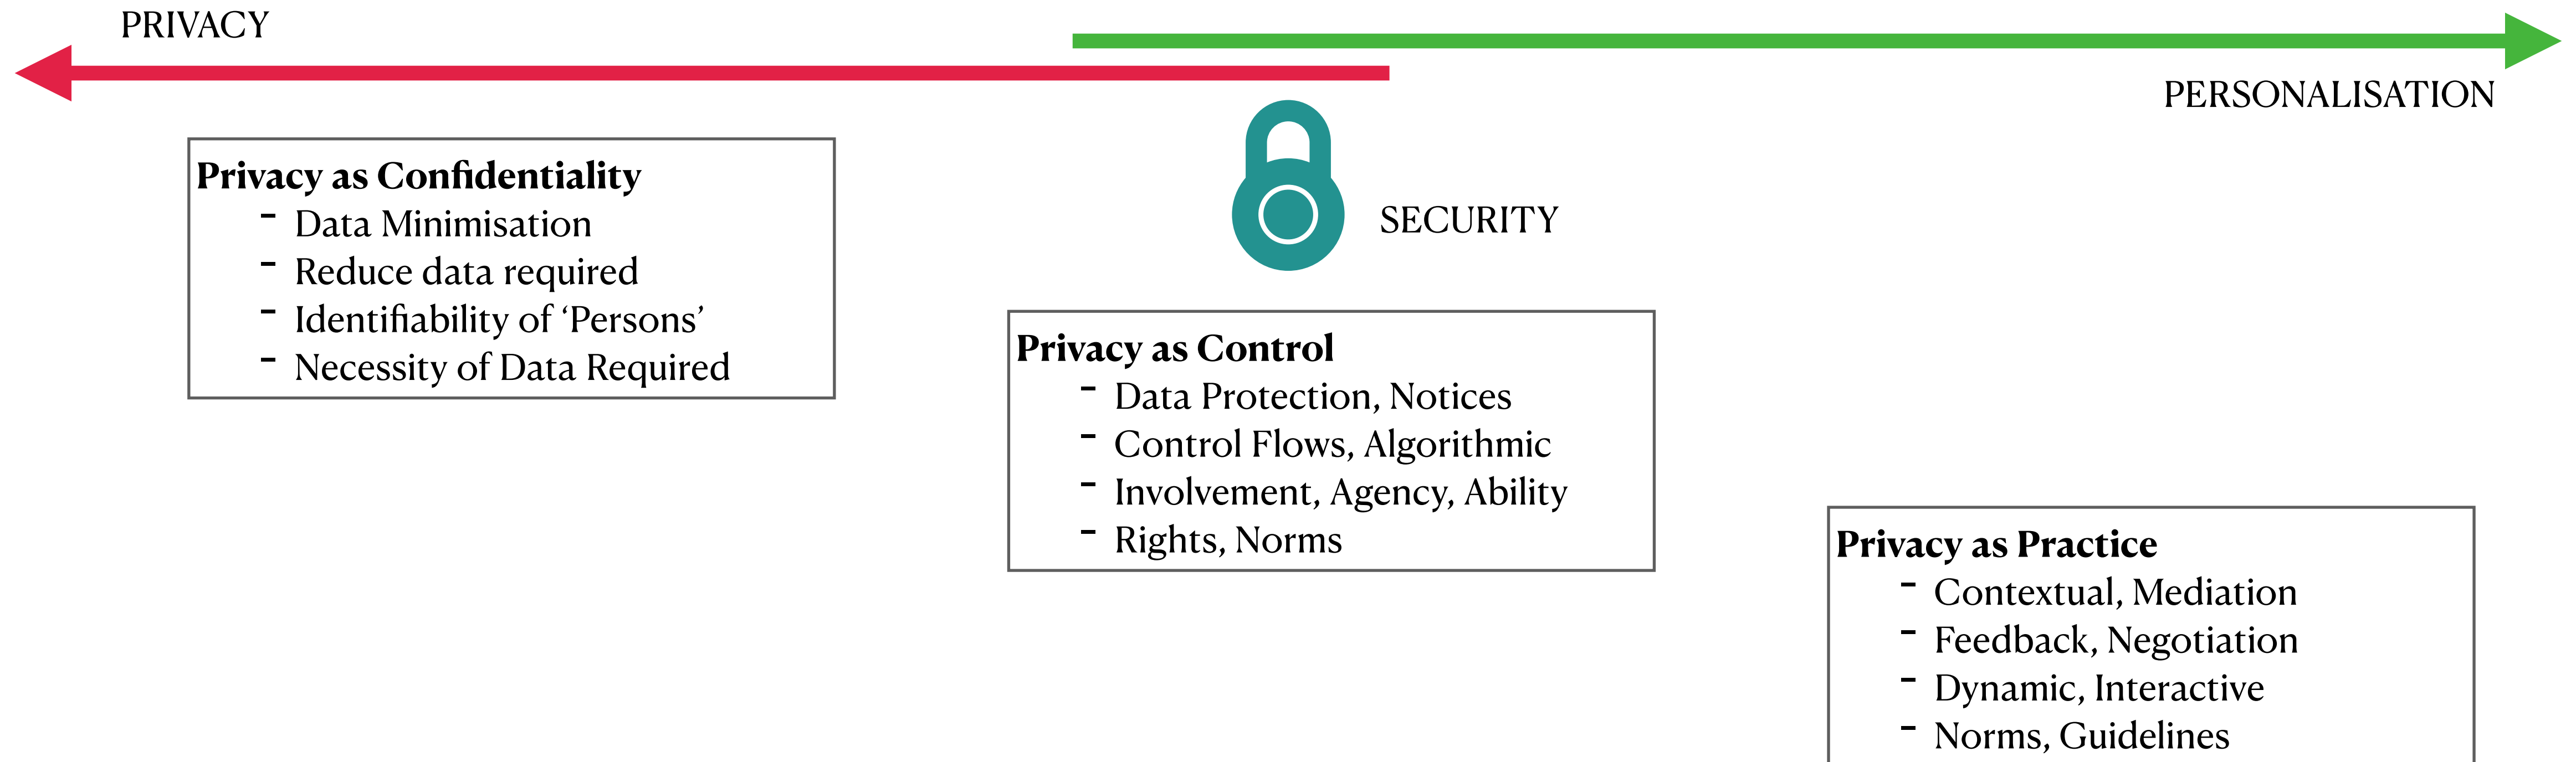 PRIVACY
PERSONALISATION
Privacy as Confidentiality
- Data Minimisation
- Reduce data required
- Identifiability of ‘Persons’
- Necessity of Data Required
SECURITY
Privacy as Control
- Data Protection, Notices
- Control Flows, Algorithmic
- Involvement, Agency, Ability
- Rights, Norms
Privacy as Practice
- Contextual, Mediation
- Feedback, Negotiation
- Dynamic, Interactive
- Norms, Guidelines